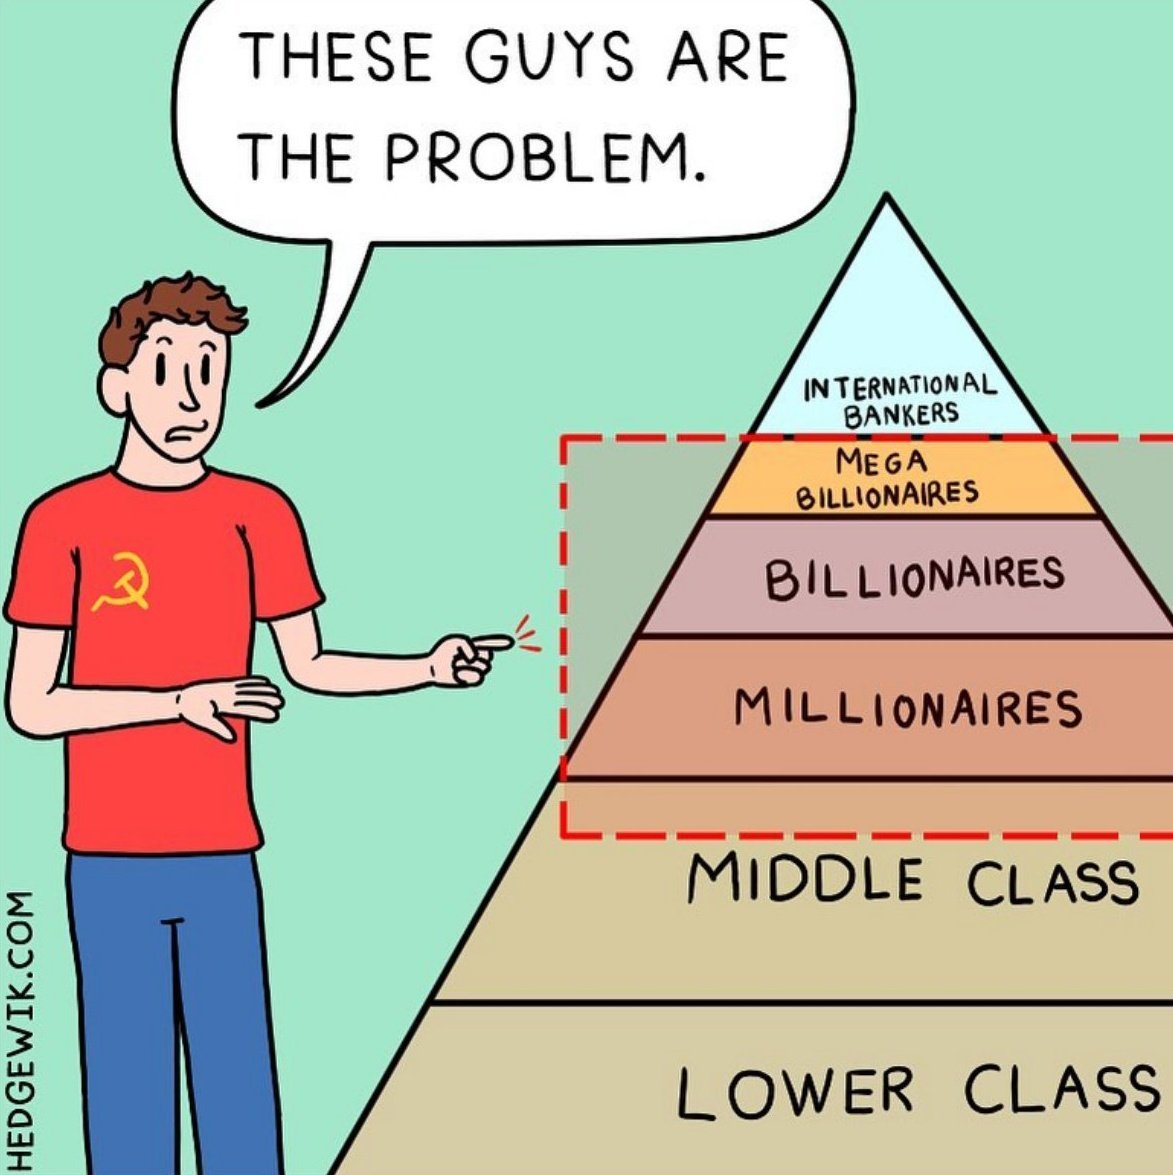 THESE GUYS ARE
THE PROBLEM.
INTERNATIONAL
BANKERS
MEGA
BILLIONAIRES
BILLIONAIRES
MILLIONAIRES
MIDDLE CLASS
LOWER CLASS
HEDGEWIK.COM